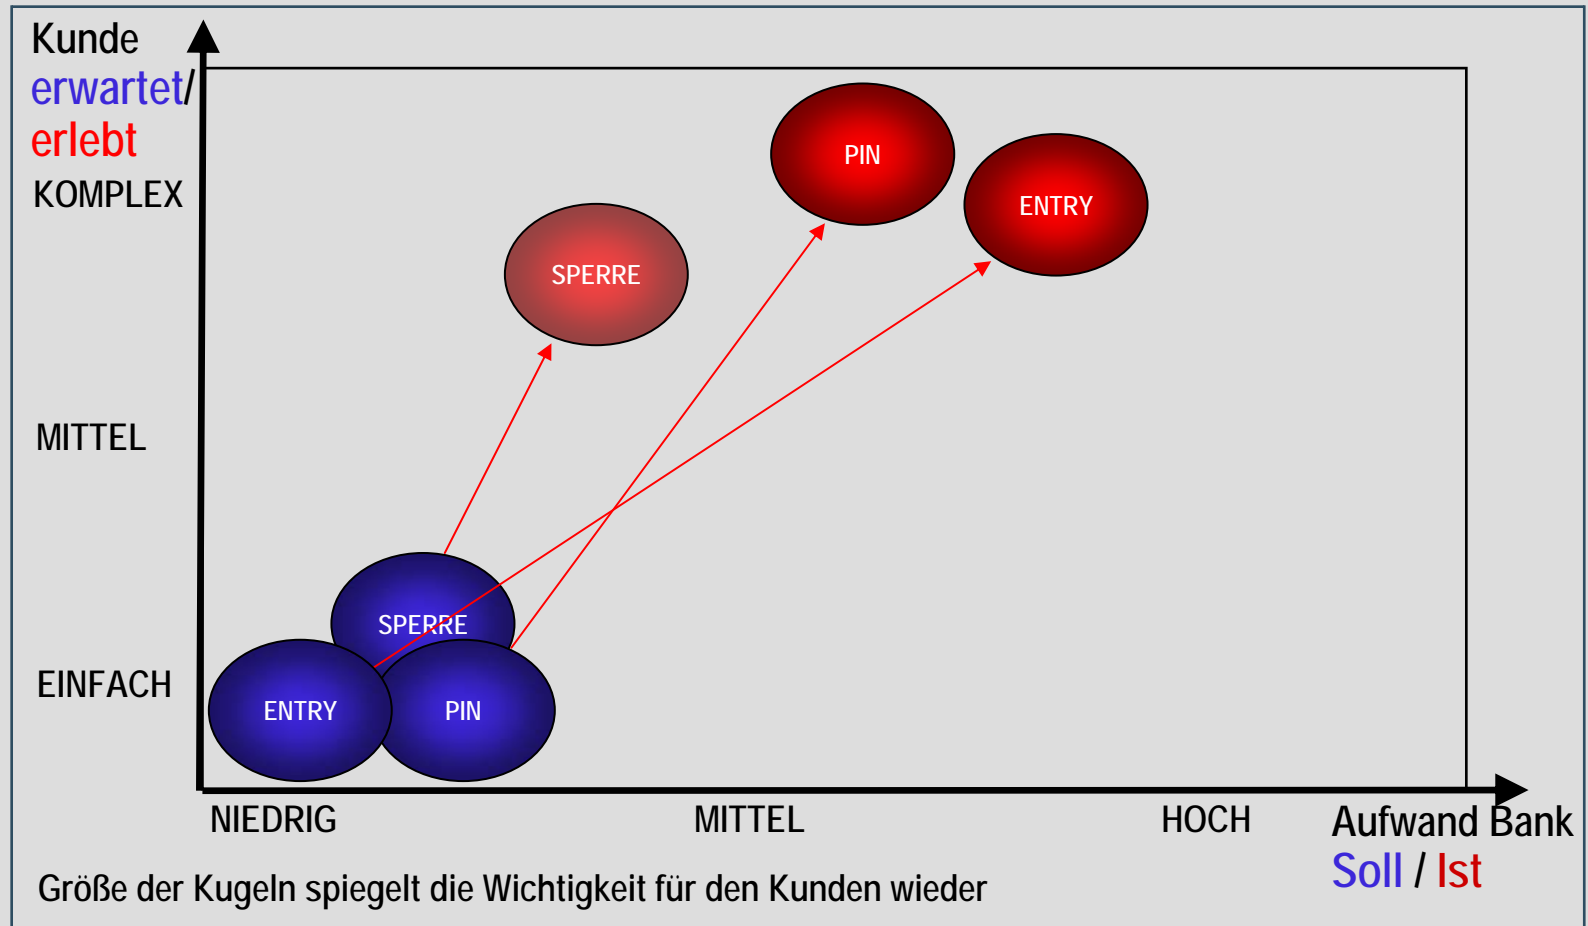 Kunde
erwartet/
erlebt
KOMPLEX
PIN
ENTRY
SPERRE
MITTEL
SPERRE
EINFACH
ENTRY
PIN
NIEDRIG
MITTEL
HOCH
Aufwand Bank
Soll / Ist
Größe der Kugeln spiegelt die Wichtigkeit für den Kunden wieder